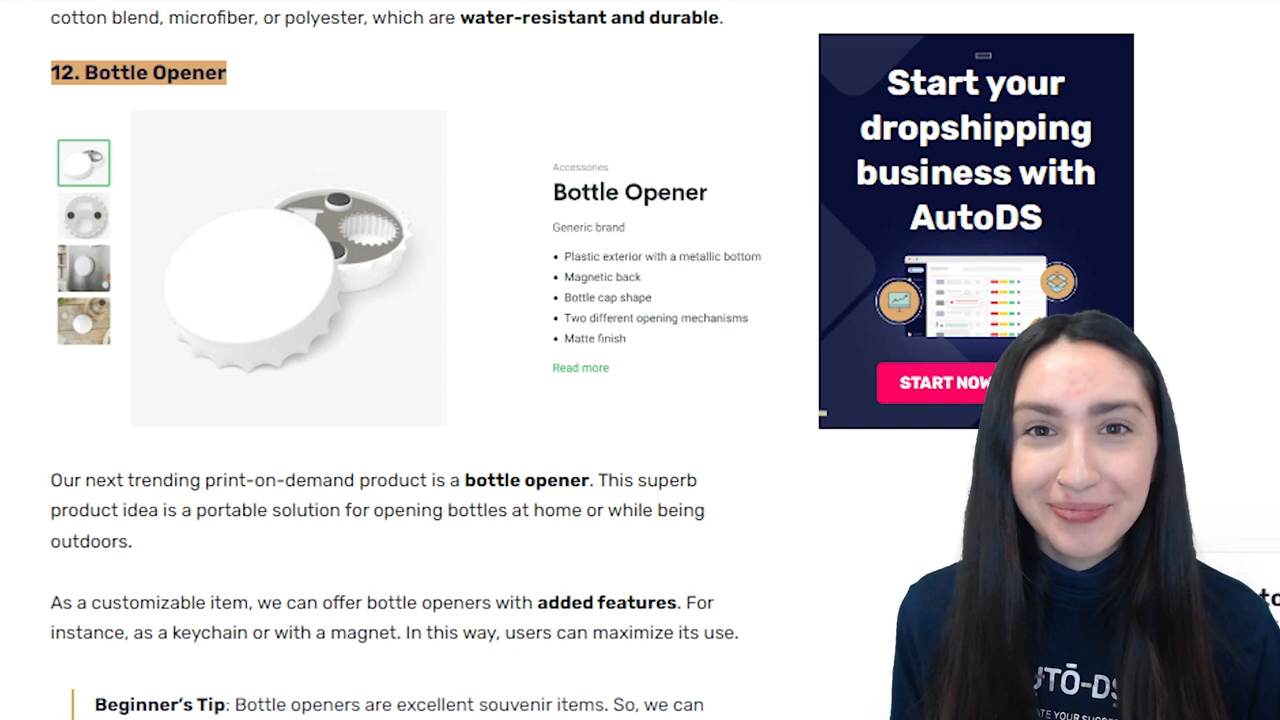 cotton blend, microfiber, or polyester, which are water-resistant and durable.
12. Bottle Opener
Accessories
Bottle Opener
Generic brand
• Plastic exterior with a metallic bottom
• Magnetic back
• Bottle cap shape
• Two different opening mechanisms
• Matte finish
Read more
Our next trending print-on-demand product is a bottle opener. This superb
product idea is a portable solution for opening bottles at home or while being
outdoors.
As a customizable item, we can offer bottle openers with added features. For
instance, as a keychain or with a magnet. In this way, users can maximize its use.
Beginner's Tip: Bottle openers are excellent souvenir items. So, we can
Start your
dropshipping
business with
AutoDS
START NOW
UTŌ-DS
ATE YOUR SUCCE